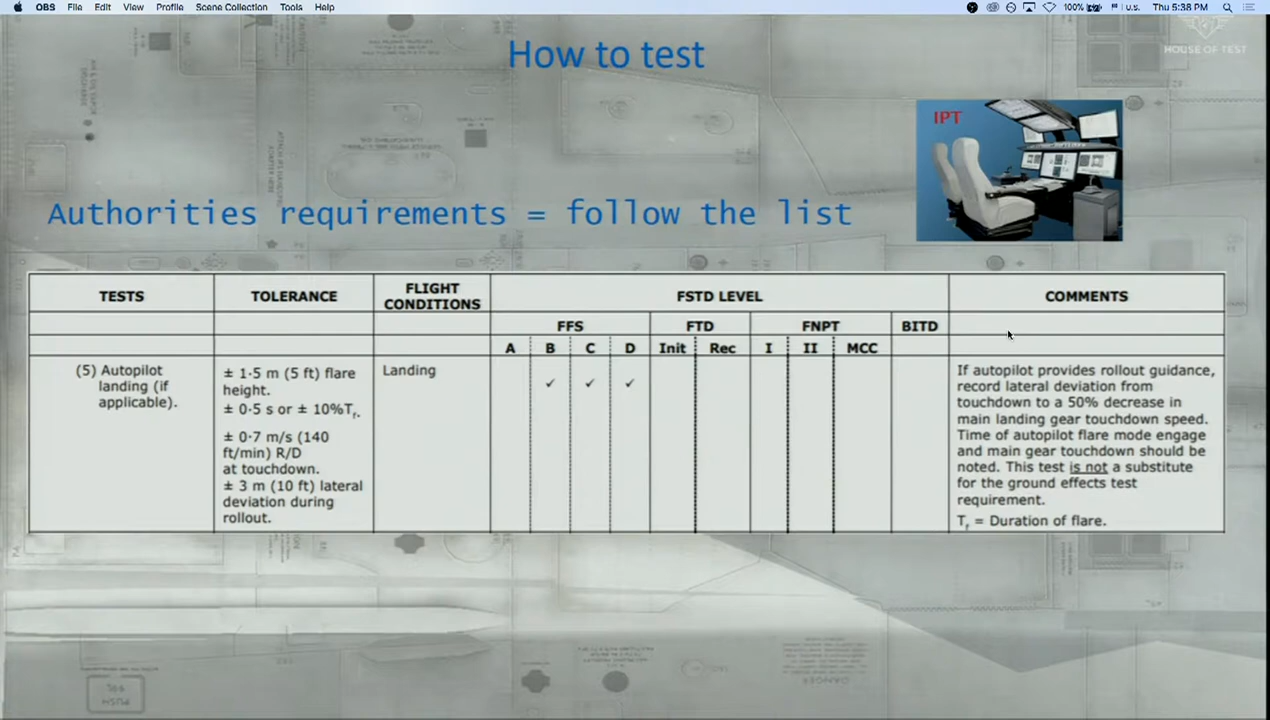 OBS File Edit View Profile Scene Collection Tools Help 100% U.S. Thu 5:38 PM
How to test
HOUSE OF TEST
IPT
Authorities requirements = follow the list
TESTS TOLERANCE FLIGHT CONDITIONS FSTD LEVEL COMMENTS
FFS FTD FNPT BITD
A B C D Init Rec I II MCC
(5) Autopilot
landing (if
applicable).
± 1·5 m (5 ft) flare
height.
± 0·5 s or ± 10%Tf.
± 0·7 m/s (140
ft/min) R/D
at touchdown.
± 3 m (10 ft) lateral
deviation during
rollout.
Landing
✓ ✓ ✓
If autopilot provides rollout guidance,
record lateral deviation from
touchdown to a 50% decrease in
main landing gear touchdown speed.
Time of autopilot flare mode engage
and main gear touchdown should be
noted. This test is not a substitute
for the ground effects test
requirement.
Tf = Duration of flare.
DANGER
PUSH